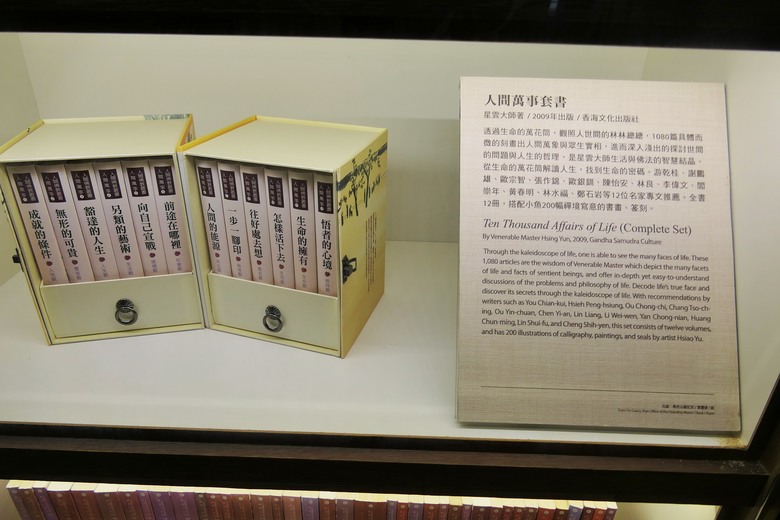 成就的條件
無形的可貴
豁達的人生
另類的藝術
向自己宣戰
前途在哪裡
人間的能源
一步一腳印
往好處去想
怎樣活下去
生命的擁有
悟者的心境
人間萬事套書
星雲大師著 / 2009年出版 / 香海文化出版社
透過生命的萬花筒，觀照人世間的林林總總，1080篇具體而
微的刻畫出人間萬象與眾生實相，進而深入淺出的探討世間
的問題與人生的哲理，是星雲大師生活與佛法的智慧結晶。
從生命的萬花筒解讀人生，找到生命的密碼。游乾桂、謝鵬
雄、歐宗智、張作錦、歐銀釧、陳怡安、林良、李偉文、閻
崇年、黃春明、林水福、鄭石岩等12位名家專文推薦。全書
12冊，搭配小魚200幅禪境寫意的書畫、篆刻。
Ten Thousand Affairs of Life (Complete Set)
By Venerable Master Hsing Yun, 2009, Gandha Samudra Culture
Through the kaleidoscope of life, one is able to see the many faces of life. These
1,080 articles are the wisdom of Venerable Master which depict the many facets
of life and facts of sentient beings, and offer in-depth yet easy-to-understand
discussions of the problems and philosophy of life. Decode life's true face and
discover its secrets through the kaleidoscope of life. With recommendations by
writers such as You Chian-kui, Hsieh Peng-hsiung, Ou Chong-chi, Chang Tso-ch-
ing, Ou Yin-chuan, Chen Yi-an, Lin Liang, Li Wei-wen, Yan Chong-nian, Huang
Chun-ming, Lin Shui-fu, and Cheng Shih-yen, this set consists of twelve volumes,
and has 200 illustrations of calligraphy, paintings, and seals by artist Hsiao Yu.